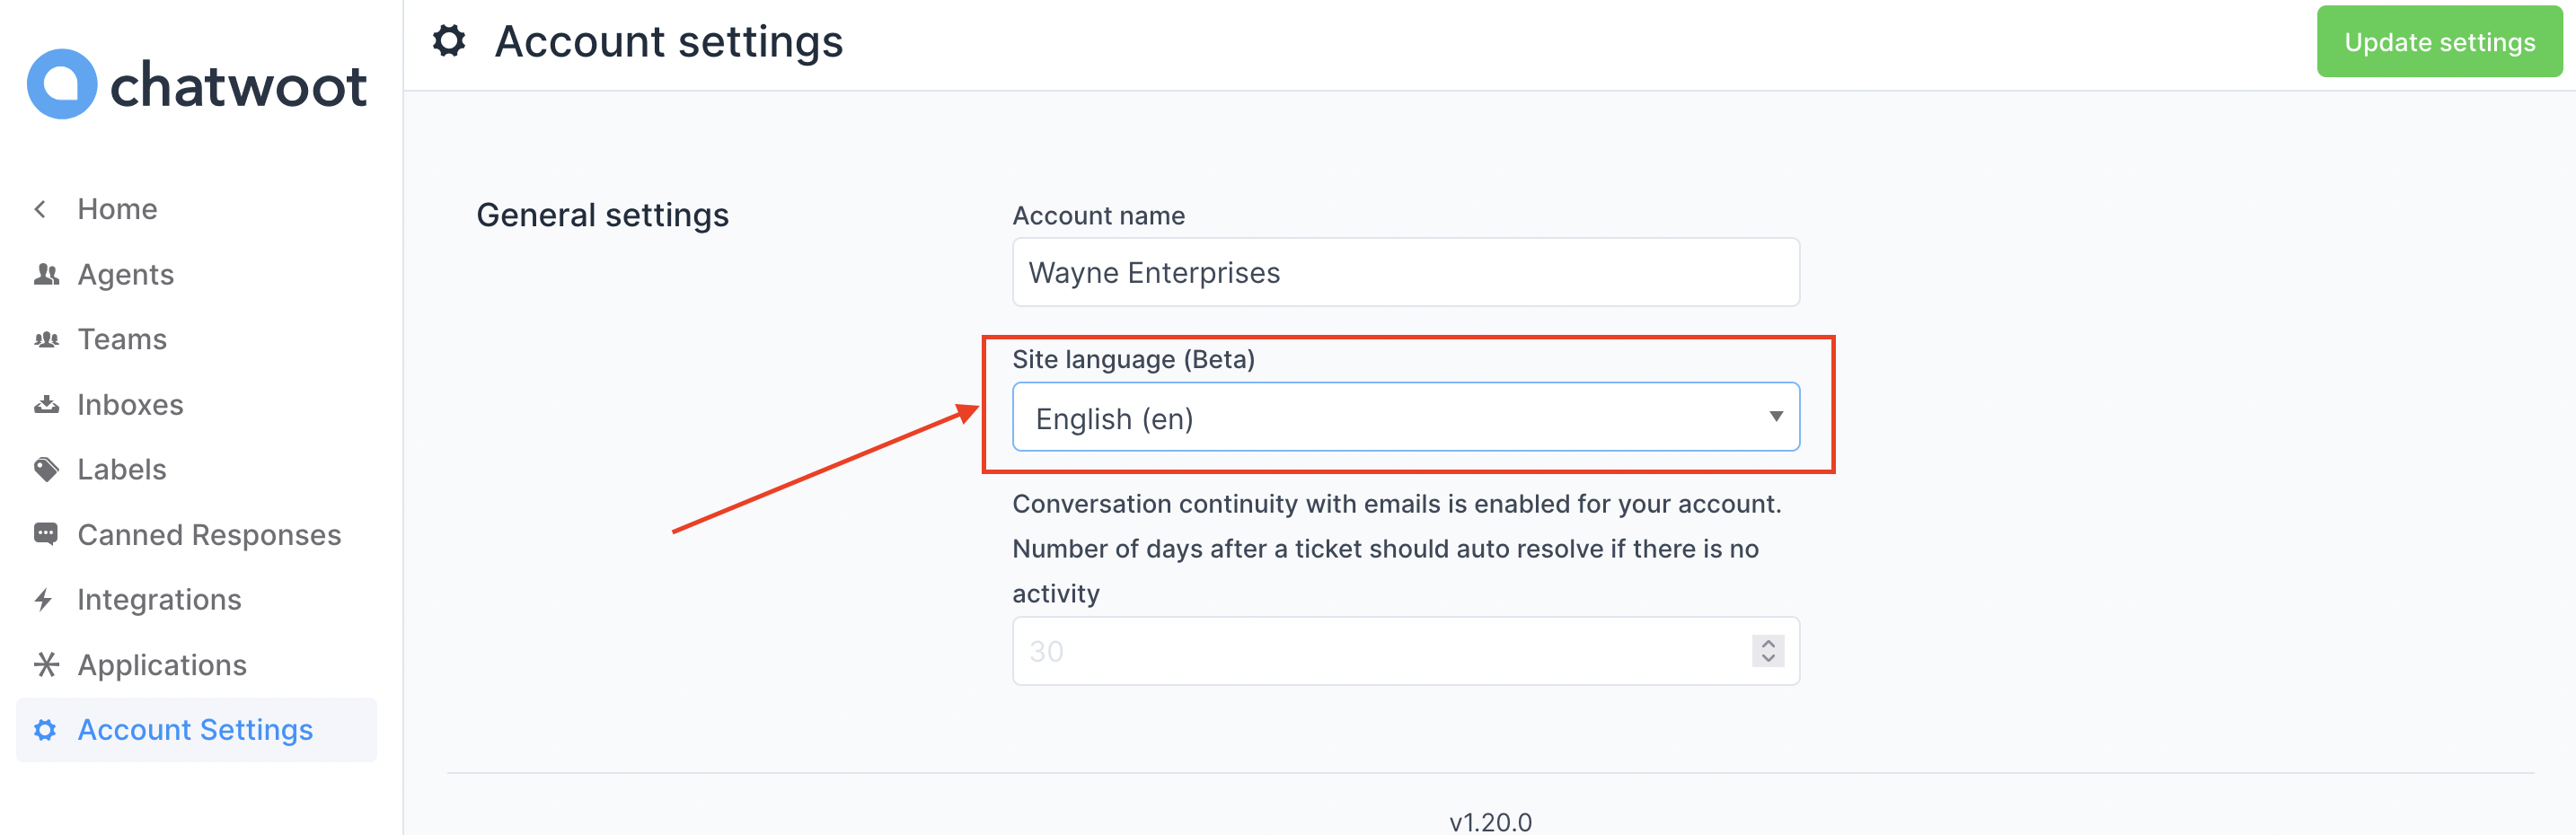 chatwoot
Home
Agents
Teams
Inboxes
Labels
Canned Responses
Integrations
Applications
Account Settings
Account settings
Update settings
General settings
Account name
Wayne Enterprises
Site language (Beta)
English (en)
Conversation continuity with emails is enabled for your account.
Number of days after a ticket should auto resolve if there is no
activity
30
v1.20.0